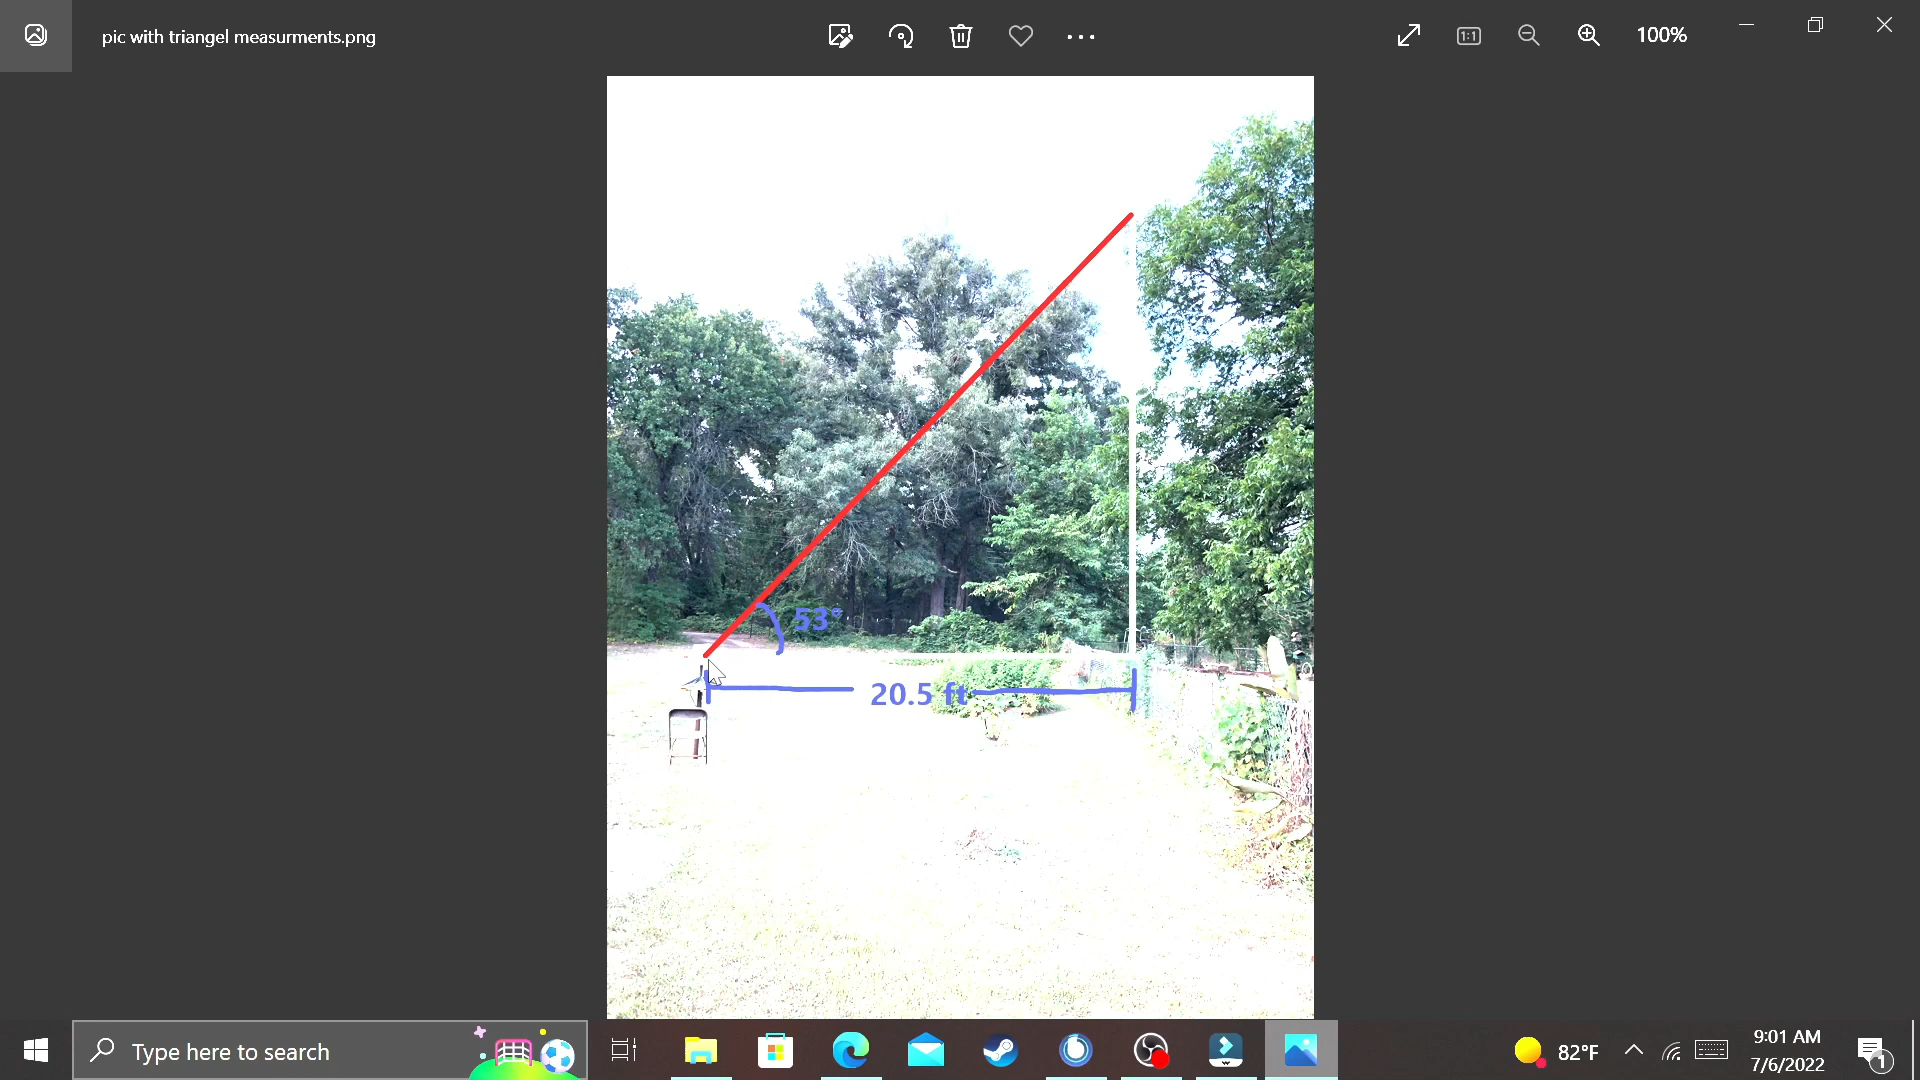 pic with triangel measurments.png
100%
53°
20.5 ft
Type here to search
82°F
9:01 AM
7/6/2022
1